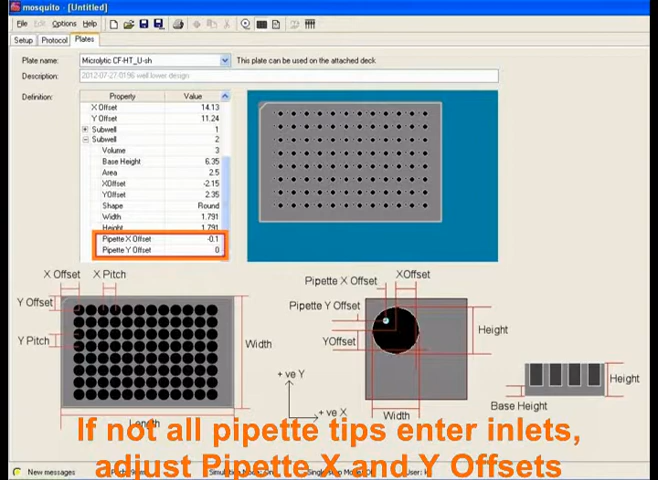 mosquito - [Untitled]
File Edit Options Help
Setup Protocol Plates
Plate name: Microlytic CF-HT_U-sh This plate can be used on the attached deck
Description: 2012-07-27.0196 well lower design
Definition: Property Value
X Offset 14.13
Y Offset 11.24
Subwell 1
Subwell 2
Volume 3
Base Height 6.35
Area 2.5
XOffset -2.15
YOffset 2.35
Shape Round
Width 1.791
Height 1.791
Pipette X Offset -0.1
Pipette Y Offset 0
X Offset X Pitch
Y Offset
Y Pitch
Width
Length
Pipette X Offset XOffset
Pipette Y Offset
YOffset
Height
Width
+ ve Y
+ ve X
Height
Base Height
If not all pipette tips enter inlets,
adjust Pipette X and Y Offsets
New messages